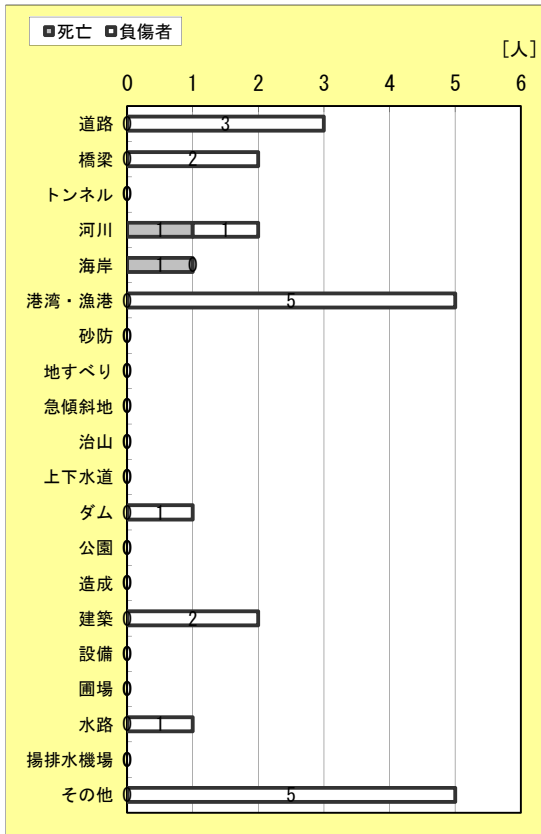 死亡 負傷者
[人]
0 1 2 3 4 5 6
道路 0 3
橋梁 0 2
トンネル 0
河川 1 1
海岸 1 0
港湾・漁港 0 5
砂防 0
地すべり 0
急傾斜地 0
治山 0
上下水道 0
ダム 0 1
公園 0
造成 0
建築 0 2
設備 0
圃場 0
水路 0 1
揚排水機場 0
その他 0 5